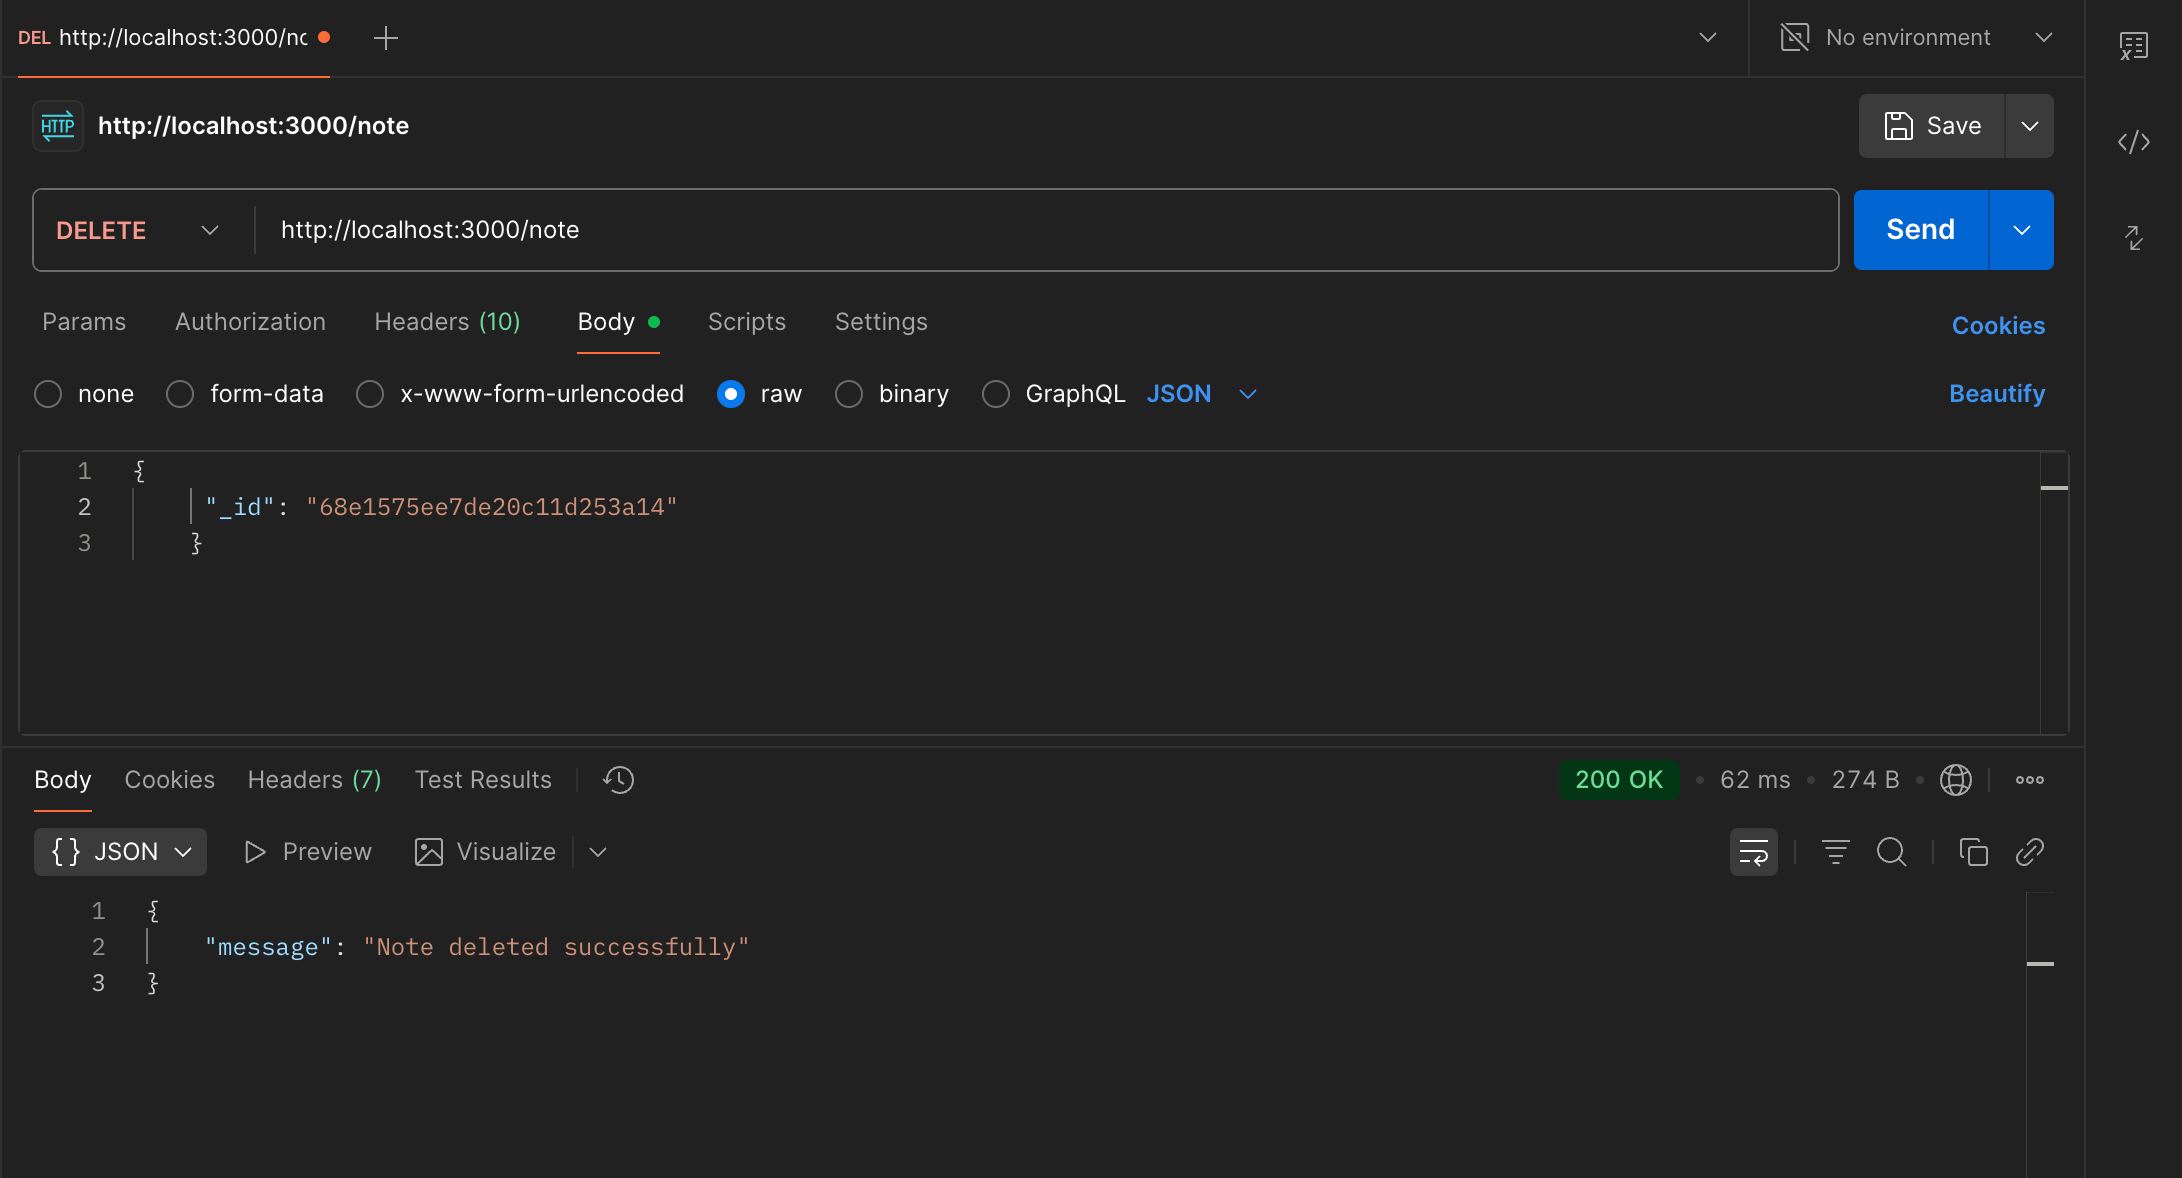 DEL http://localhost:3000/nc
No environment
HTTP http://localhost:3000/note
Save
DELETE http://localhost:3000/note
Send
Params Authorization Headers (10) Body Scripts Settings Cookies
none form-data x-www-form-urlencoded raw binary GraphQL JSON Beautify
1 {
2 "_id": "68e1575ee7de20c11d253a14"
3 }
Body Cookies Headers (7) Test Results 200 OK • 62 ms • 274 B
{ } JSON Preview Visualize
1 {
2 "message": "Note deleted successfully"
3 }